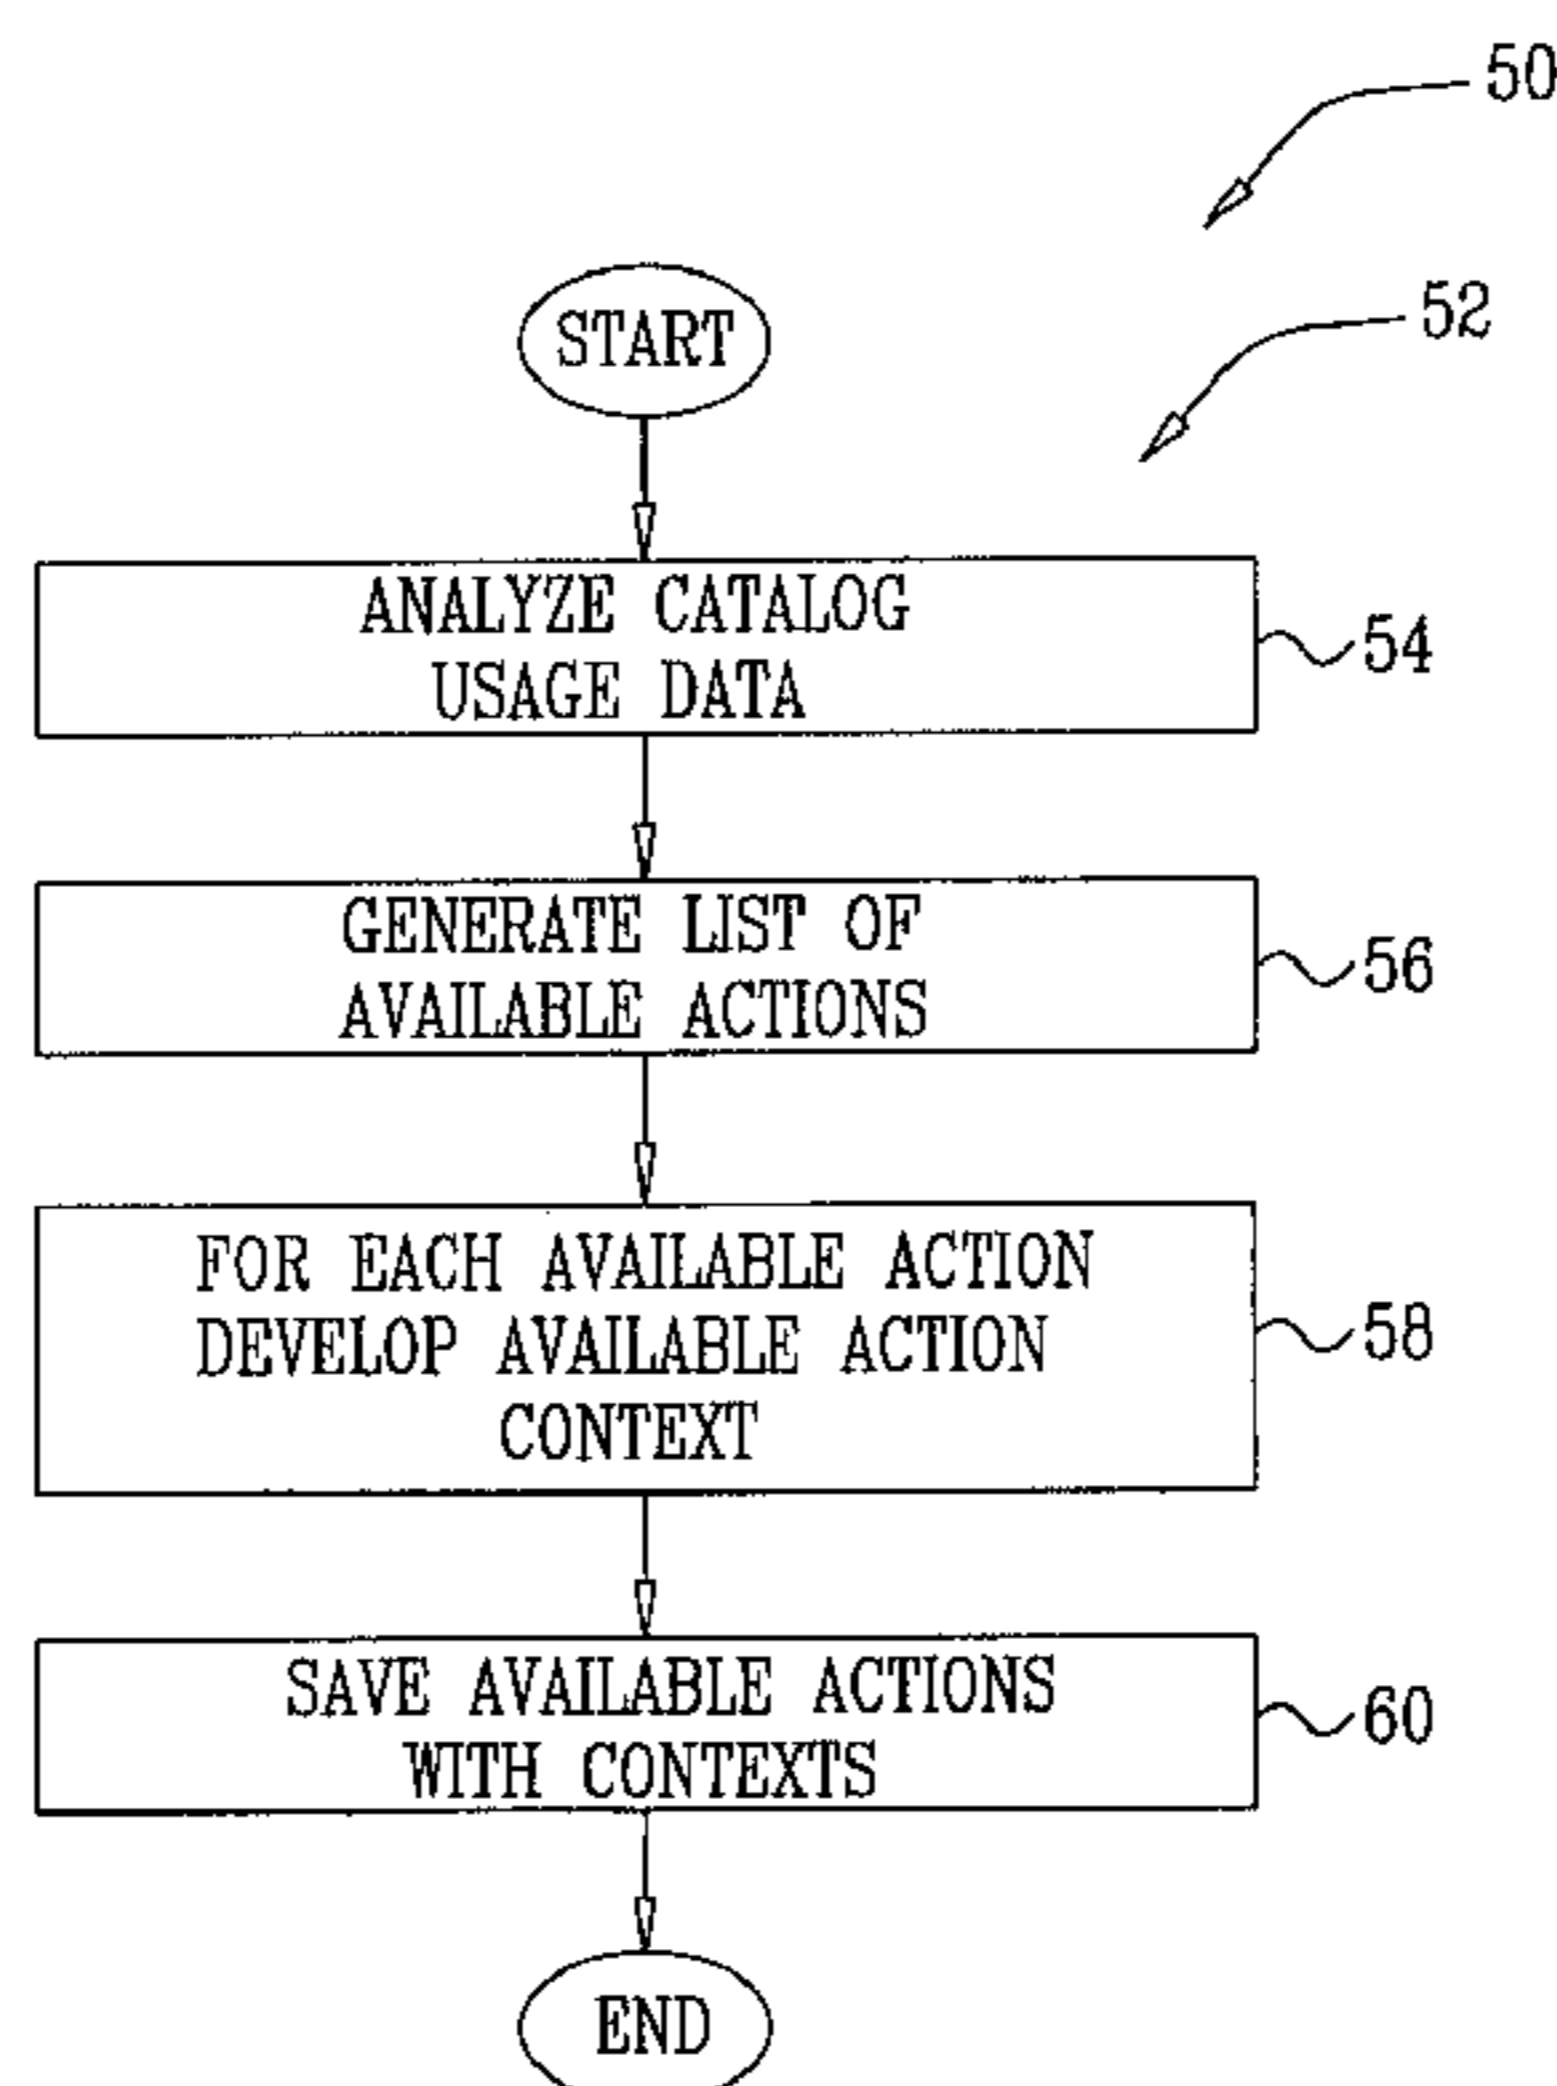 50
52
START
ANALYZE CATALOG
USAGE DATA
54
GENERATE LIST OF
AVAILABLE ACTIONS
56
FOR EACH AVAILABLE ACTION
DEVELOP AVAILABLE ACTION
CONTEXT
58
SAVE AVAILABLE ACTIONS
WITH CONTEXTS
60
END